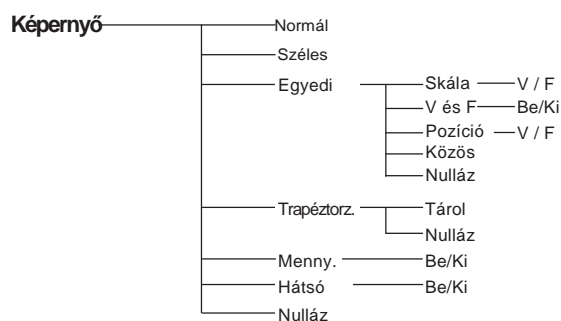 Képernyő Normál
Széles
Egyedi Skála V / F
V és F Be/Ki
Pozíció V / F
Közös
Nulláz
Trapéztorz. Tárol
Nulláz
Menny. Be/Ki
Hátsó Be/Ki
Nulláz